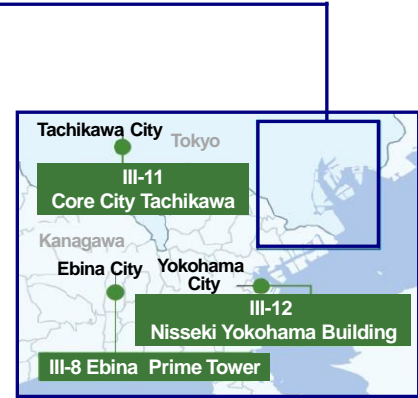 Tachikawa City
Tokyo
III-11
Core City Tachikawa
Kanagawa
Ebina City
Yokohama
City
III-12
Nisseki Yokohama Building
III-8 Ebina Prime Tower